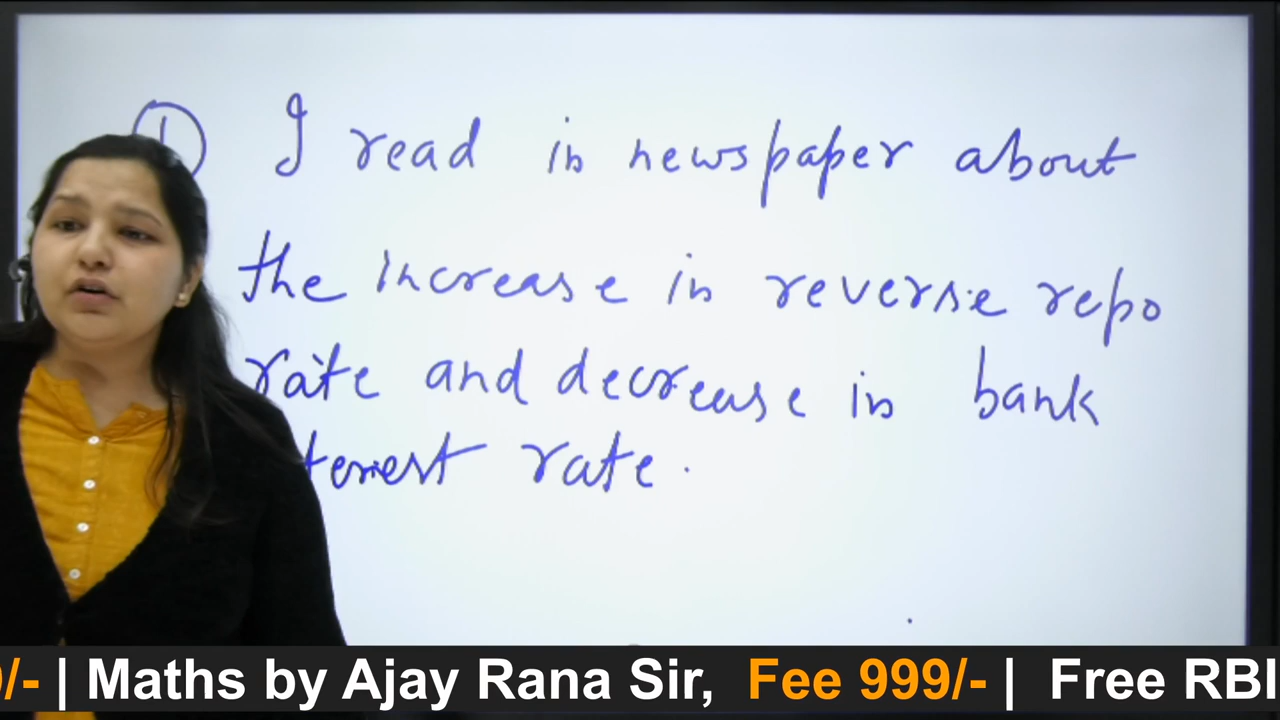 ① I read in newspaper about
the increase in reverse repo
rate and decrease in bank
terest rate.
/- | Maths by Ajay Rana Sir, Fee 999/- | Free RBI